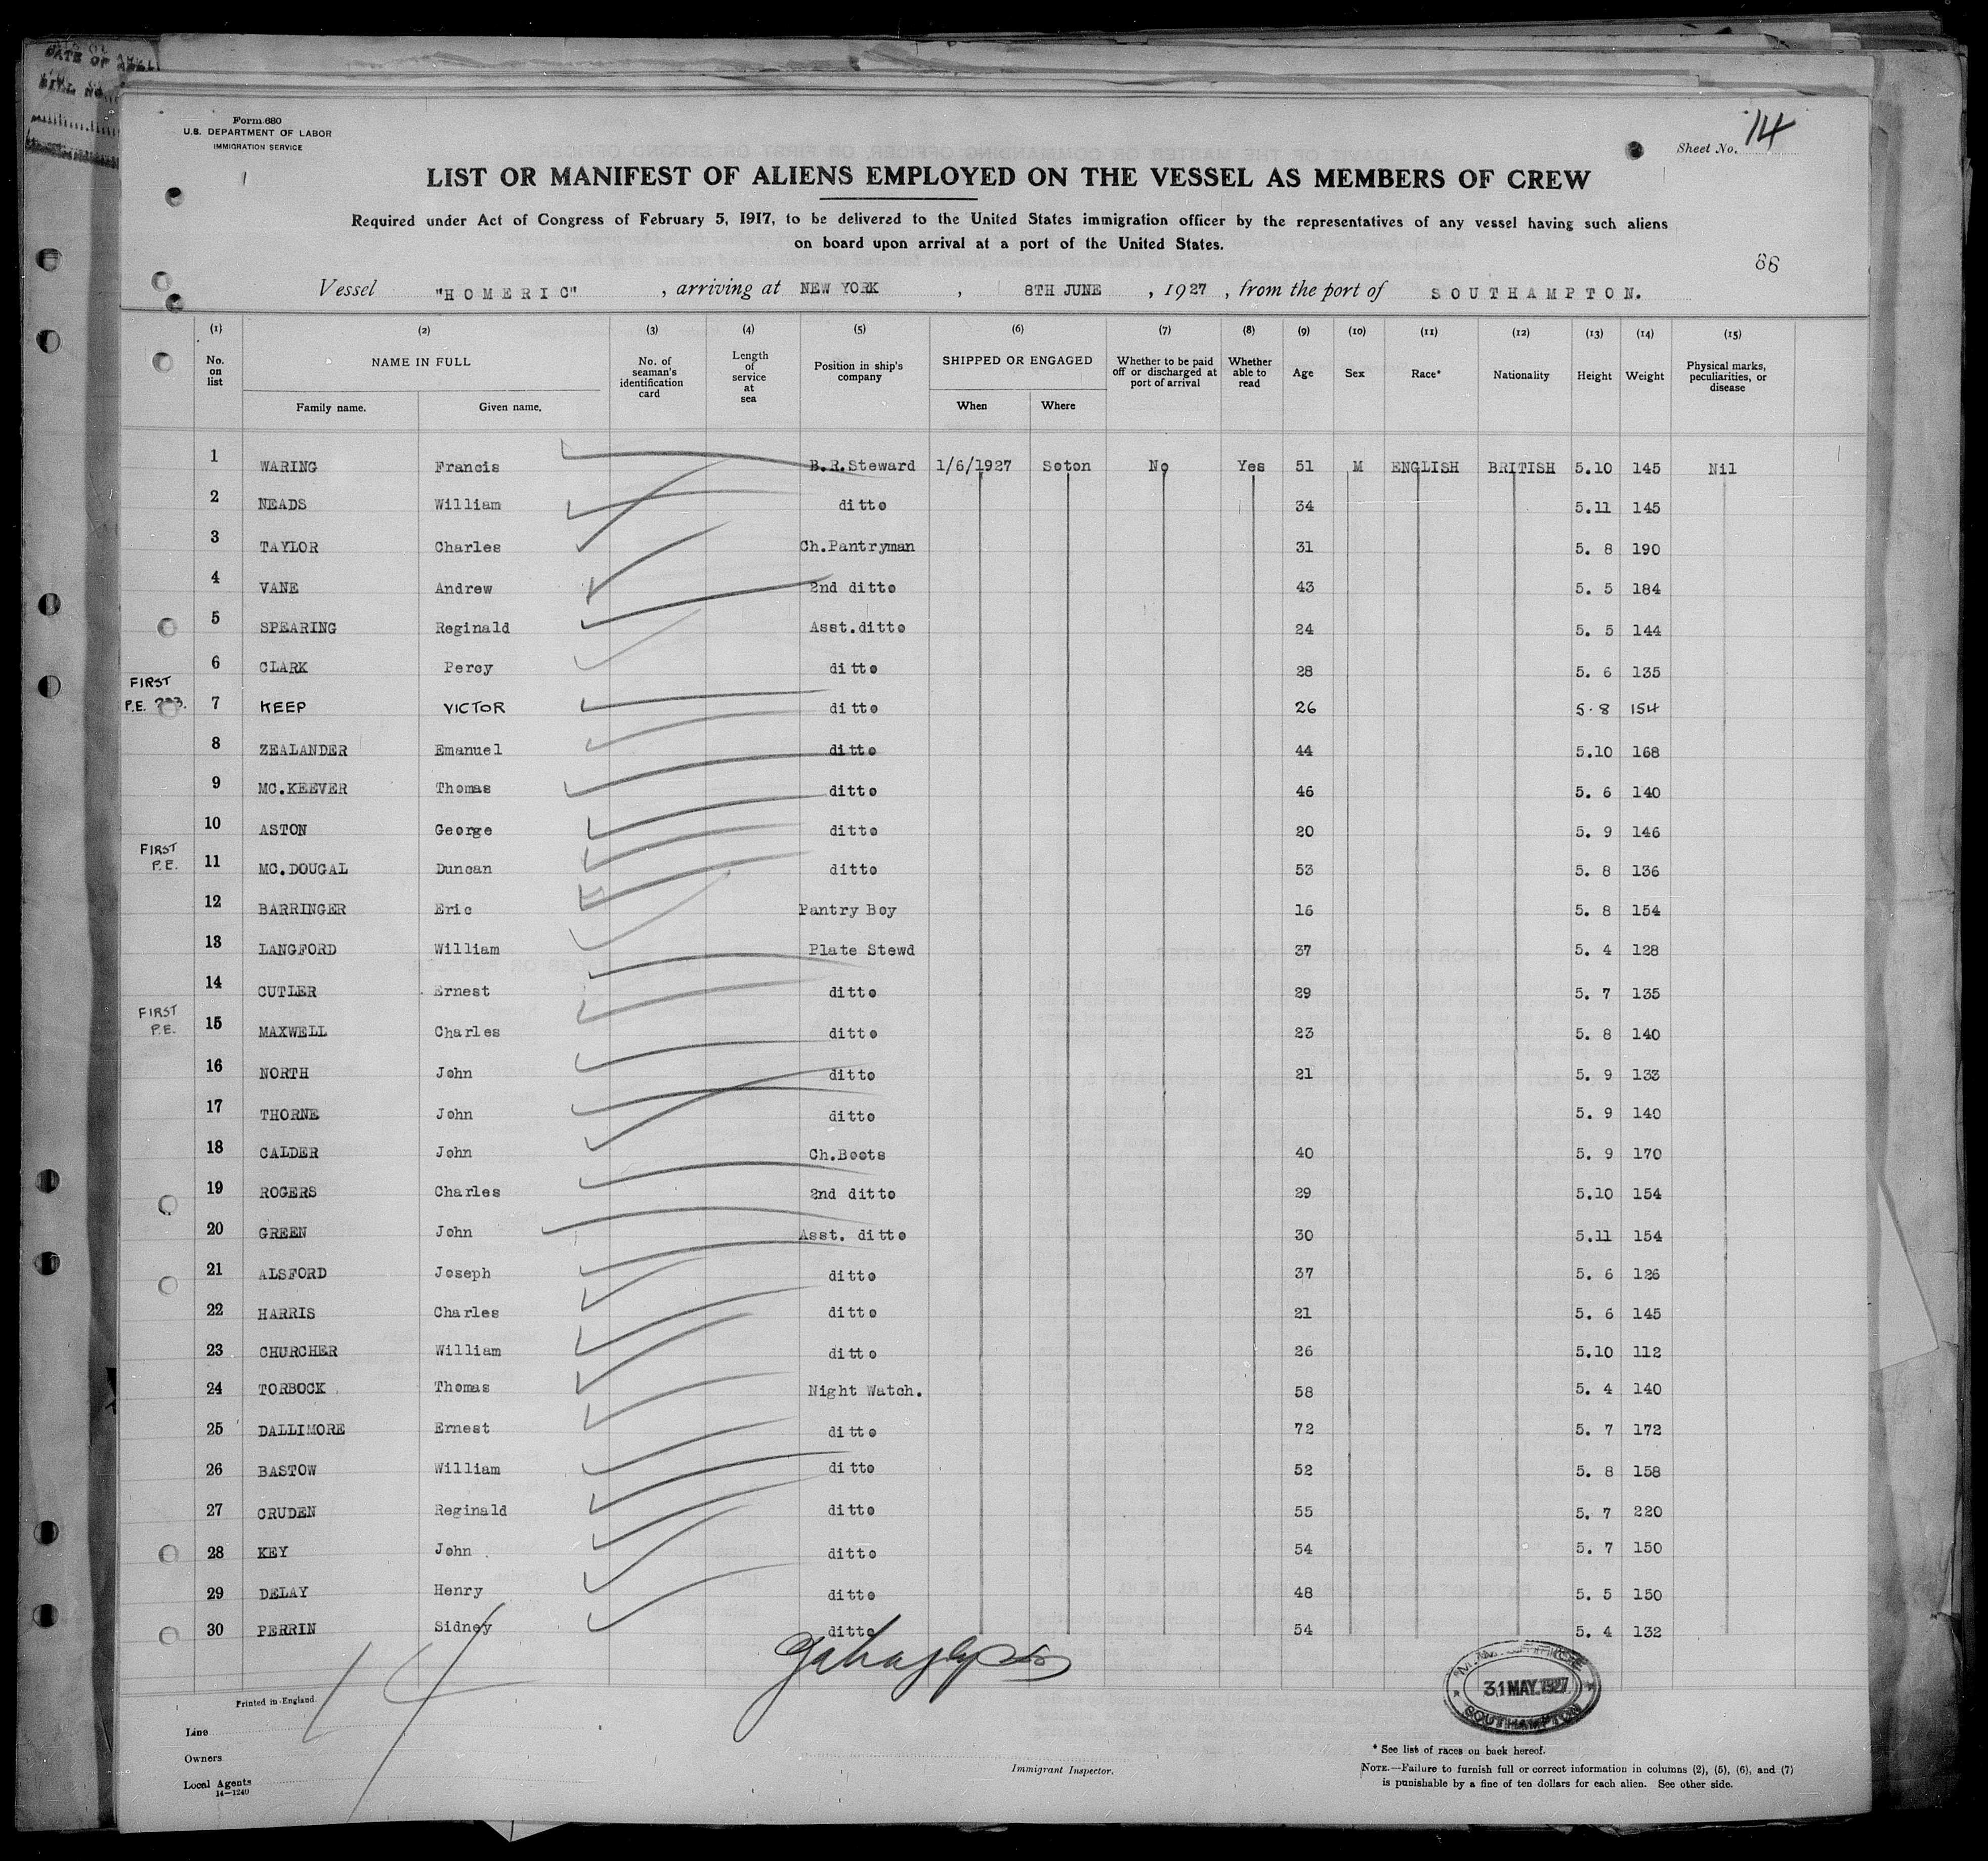 Form 680
U.S. DEPARTMENT OF LABOR
IMMIGRATION SERVICE
Sheet No. 14
LIST OR MANIFEST OF ALIENS EMPLOYED ON THE VESSEL AS MEMBERS OF CREW
Required under Act of Congress of February 5, 1917, to be delivered to the United States immigration officer by the representatives of any vessel having such aliens
on board upon arrival at a port of the United States.
86
Vessel "HOMERIC" , arriving at NEW YORK , 8TH JUNE , 1927 , from the port of SOUTHAMPTON.
(1) (2) (3) (4) (5) (6) (7) (8) (9) (10) (11) (12) (13) (14) (15)
No. on list NAME IN FULL Family name. Given name. No. of seaman's identification card Length of service at sea Position in ship's company SHIPPED OR ENGAGED When Where Whether to be paid off or discharged at port of arrival Whether able to read Age Sex Race* Nationality Height Weight Physical marks, peculiarities, or disease
1 WARING Francis B.R.Steward 1/6/1927 Soton No Yes 51 M ENGLISH BRITISH 5.10 145 Nil
2 NEADS William ditto 34 5.11 145
3 TAYLOR Charles Ch.Pantryman 31 5. 8 190
4 VANE Andrew 2nd ditto 43 5. 5 184
5 SPEARING Reginald Asst.ditto 24 5. 5 144
6 CLARK Percy ditto 28 5. 6 135
FIRST
P.E. 7 KEEP VICTOR ditto 26 5.8 154
8 ZEALANDER Emanuel ditto 44 5.10 168
9 MC.KEEVER Thomas ditto 46 5. 6 140
10 ASTON George ditto 20 5. 9 146
FIRST
P.E. 11 MC.DOUGAL Duncan ditto 53 5. 8 136
12 BARRINGER Eric Pantry Boy 16 5. 8 154
13 LANGFORD William Plate Stewd 37 5. 4 128
14 CUTLER Ernest ditto 29 5. 7 135
FIRST
P.E. 15 MAXWELL Charles ditto 23 5. 8 140
16 NORTH John ditto 21 5. 9 133
17 THORNE John ditto 5. 9 140
18 CALDER John Ch.Boots 40 5. 9 170
19 ROGERS Charles 2nd ditto 29 5.10 154
20 GREEN John Asst. ditto 30 5.11 154
21 ALSFORD Joseph ditto 37 5. 6 126
22 HARRIS Charles ditto 21 5. 6 145
23 CHURCHER William ditto 26 5.10 112
24 TORBOCK Thomas Night Watch. 58 5. 4 140
25 DALLIMORE Ernest ditto 72 5. 7 172
26 BASTOW William ditto 52 5. 8 158
27 CRUDEN Reginald ditto 55 5. 7 220
28 KEY John ditto 54 5. 7 150
29 DELAY Henry ditto 48 5. 5 150
30 PERRIN Sidney ditto 54 5. 4 132
14
31 MAY. 1927
SOUTHAMPTON
Printed in England.
Line
Owners
Local Agents
14—1240
Immigrant Inspector.
* See list of races on back hereof.
NOTE.—Failure to furnish full or correct information in columns (2), (5), (6), and (7)
is punishable by a fine of ten dollars for each alien. See other side.